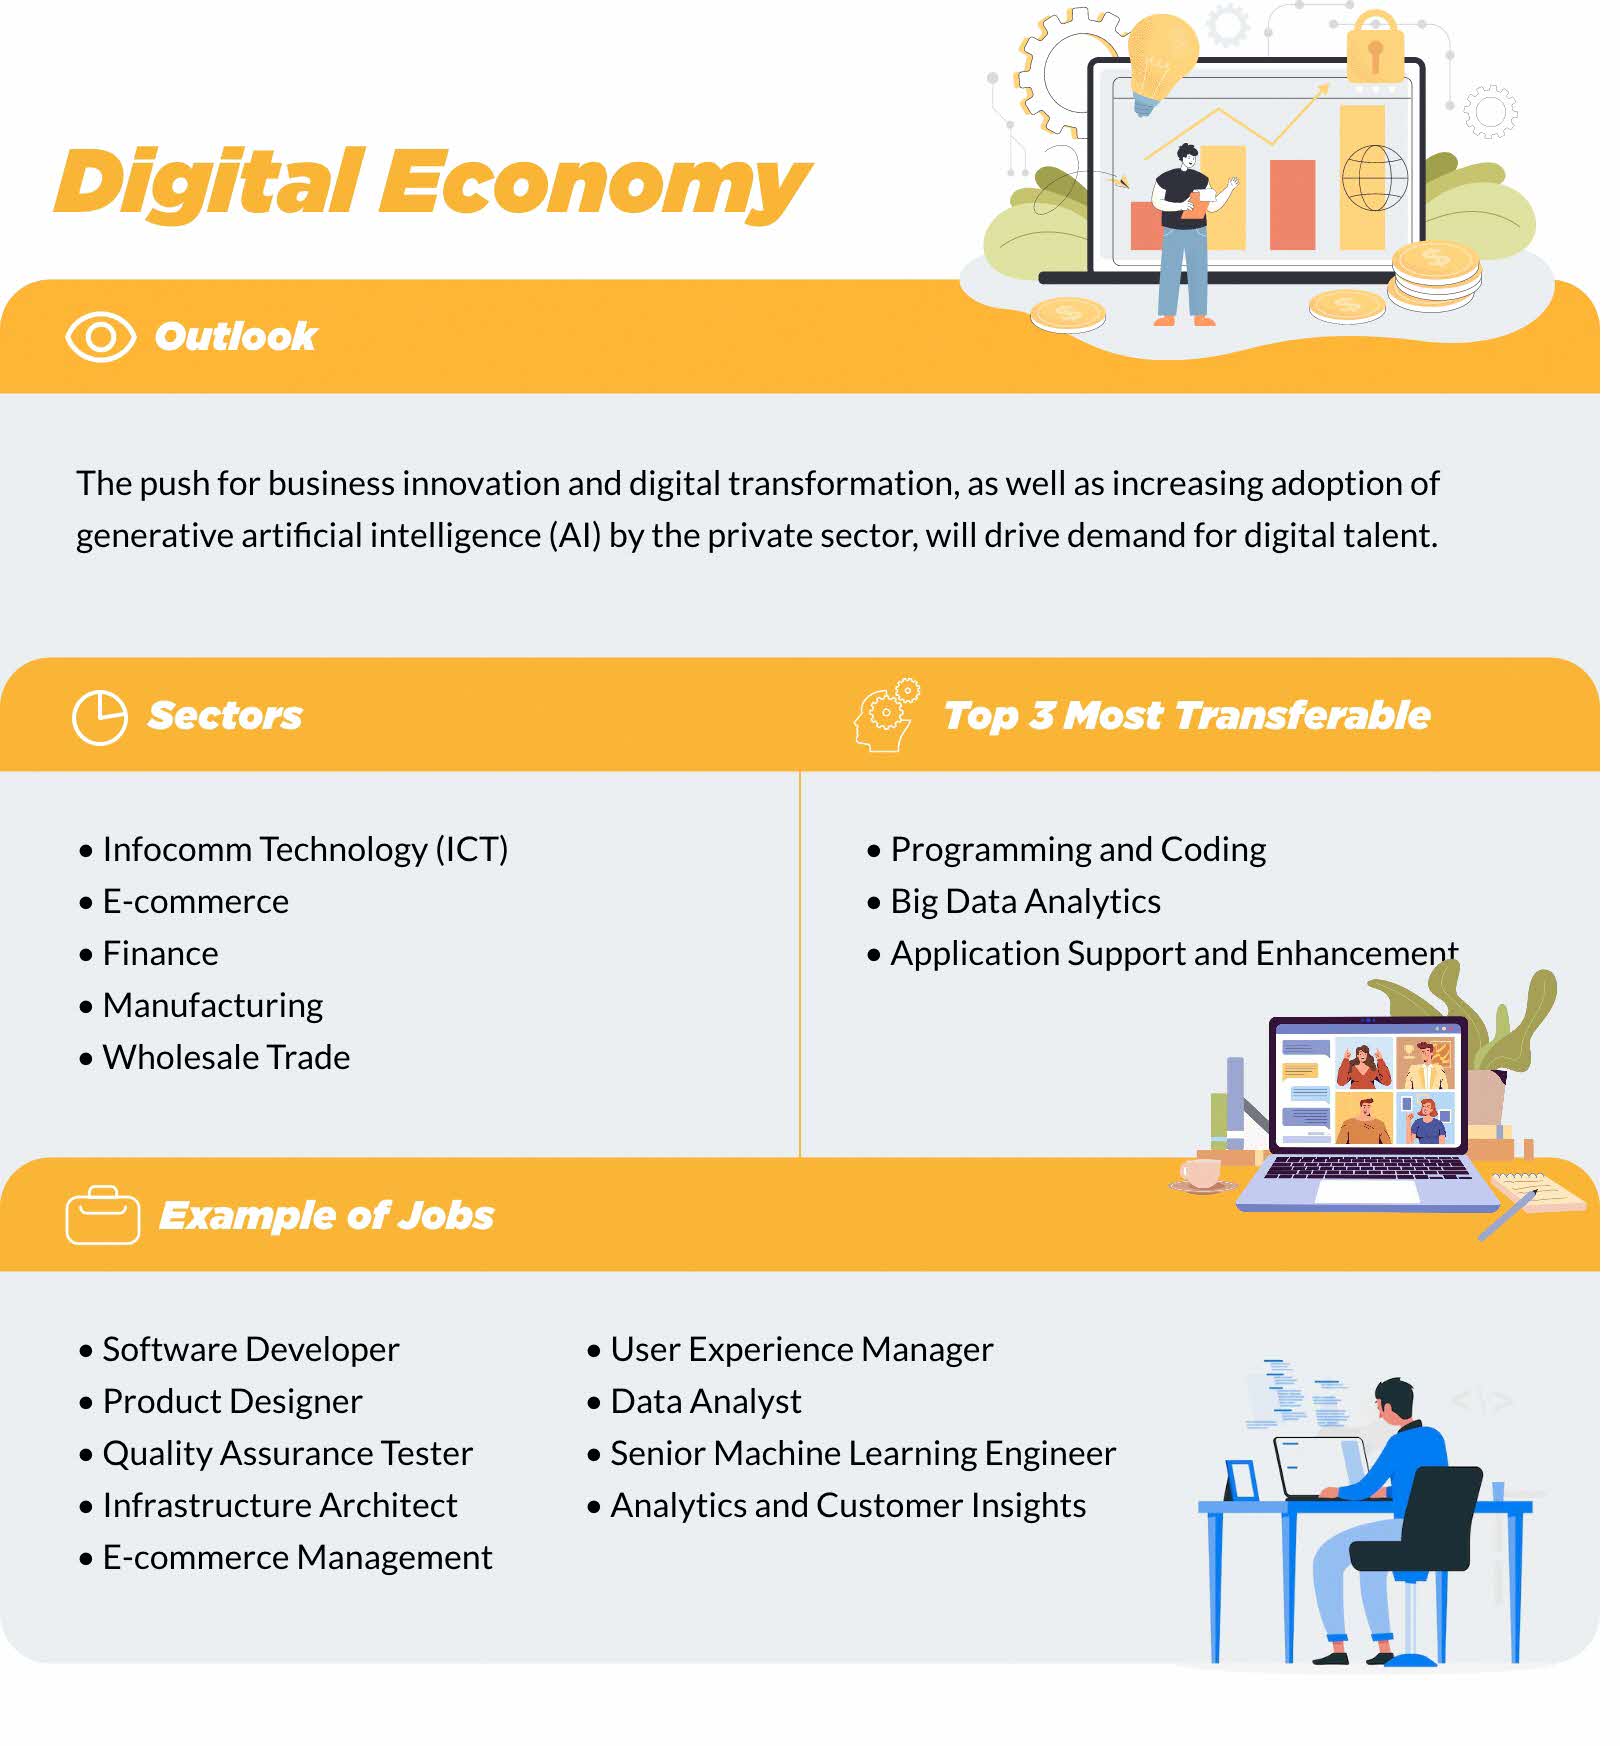 Digital Economy
Outlook
The push for business innovation and digital transformation, as well as increasing adoption of
generative artificial intelligence (AI) by the private sector, will drive demand for digital talent.
Sectors
• Infocomm Technology (ICT)
• E-commerce
• Finance
• Manufacturing
• Wholesale Trade
Top 3 Most Transferable
• Programming and Coding
• Big Data Analytics
• Application Support and Enhancement
Example of Jobs
• Software Developer
• Product Designer
• Quality Assurance Tester
• Infrastructure Architect
• E-commerce Management
• User Experience Manager
• Data Analyst
• Senior Machine Learning Engineer
• Analytics and Customer Insights